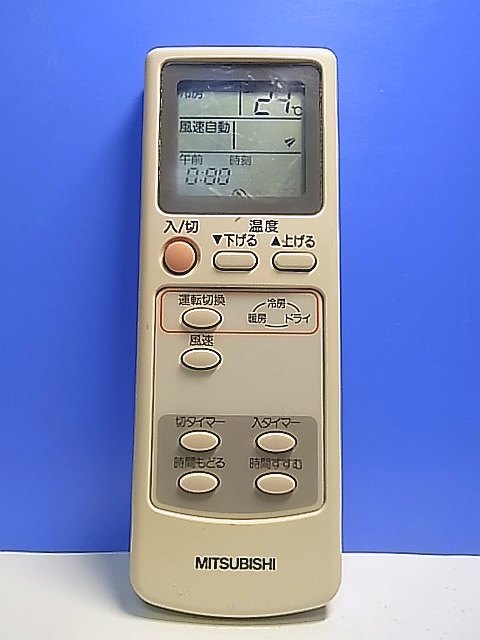 冷房 27℃
風速自動
午前 時刻
0:00
入/切 温度
▼下げる ▲上げる
運転切換 冷房
暖房 ドライ
風速
切タイマー 入タイマー
時間もどる 時間すすむ
MITSUBISHI